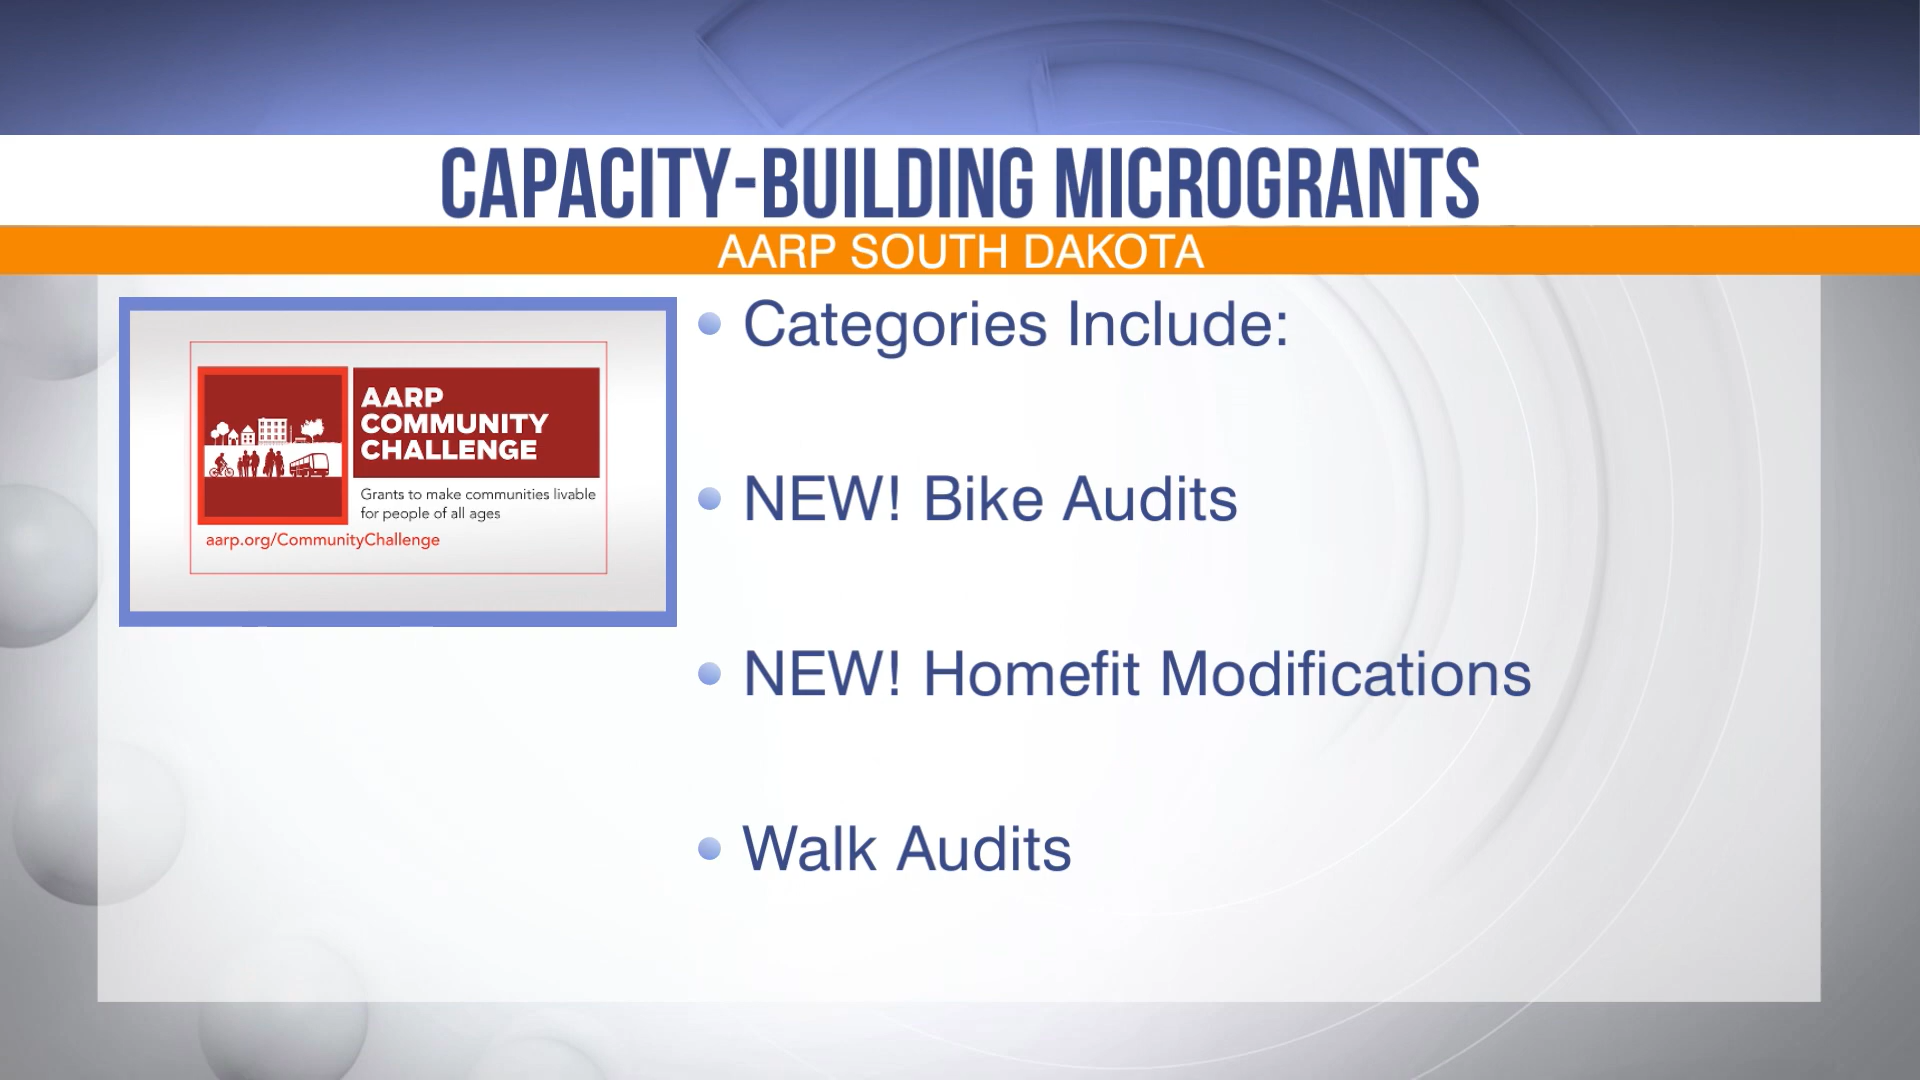 CAPACITY-BUILDING MICROGRANTS
AARP SOUTH DAKOTA
AARP
COMMUNITY
CHALLENGE
Grants to make communities livable
for people of all ages
aarp.org/CommunityChallenge
• Categories Include:
• NEW! Bike Audits
• NEW! Homefit Modifications
• Walk Audits